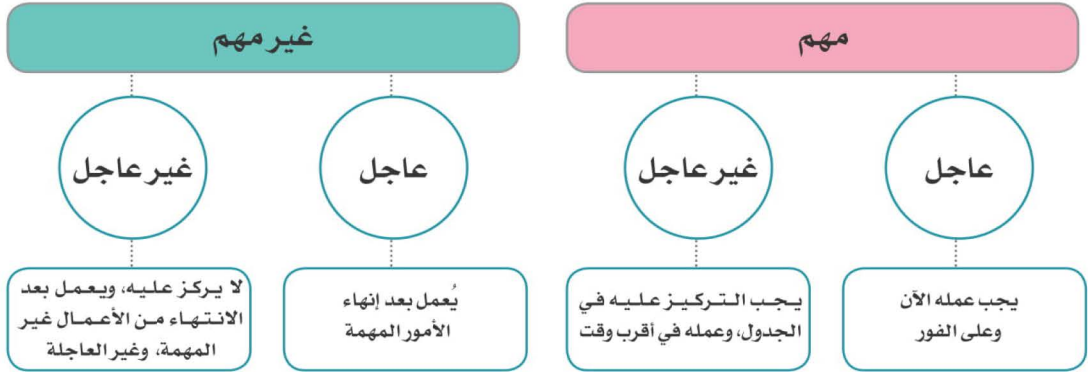 مهم
غير مهم
عاجل
غير عاجل
عاجل
غير عاجل
يجب عمله الآن
وعلى الفور
يجب التركيز عليه في
الجدول، وعمله في أقرب وقت
يُعمل بعد إنهاء
الأمور المهمة
لا يركز عليه، ويعمل بعد
الانتهاء من الأعمال غير
المهمة، وغير العاجلة